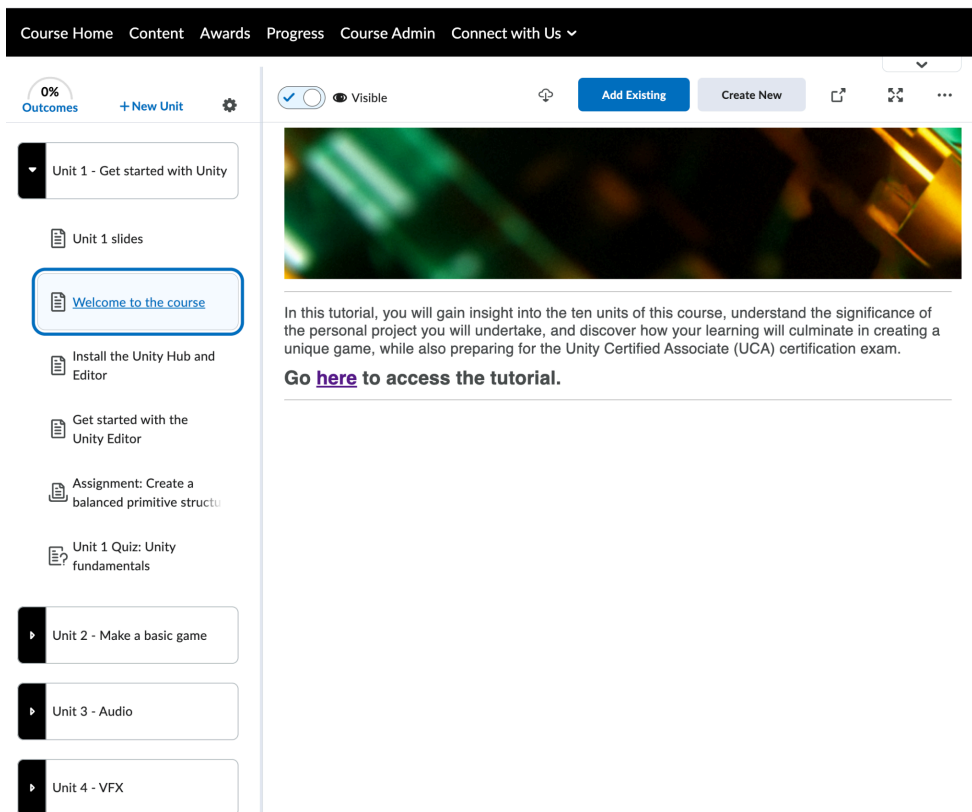 Course Home Content Awards Progress Course Admin Connect with Us
0%
Outcomes
+ New Unit
Visible
Add Existing
Create New
Unit 1 - Get started with Unity
Unit 1 slides
Welcome to the course
Install the Unity Hub and
Editor
Get started with the
Unity Editor
Assignment: Create a
balanced primitive structu
Unit 1 Quiz: Unity
fundamentals
Unit 2 - Make a basic game
Unit 3 - Audio
Unit 4 - VFX
In this tutorial, you will gain insight into the ten units of this course, understand the significance of
the personal project you will undertake, and discover how your learning will culminate in creating a
unique game, while also preparing for the Unity Certified Associate (UCA) certification exam.
Go here to access the tutorial.